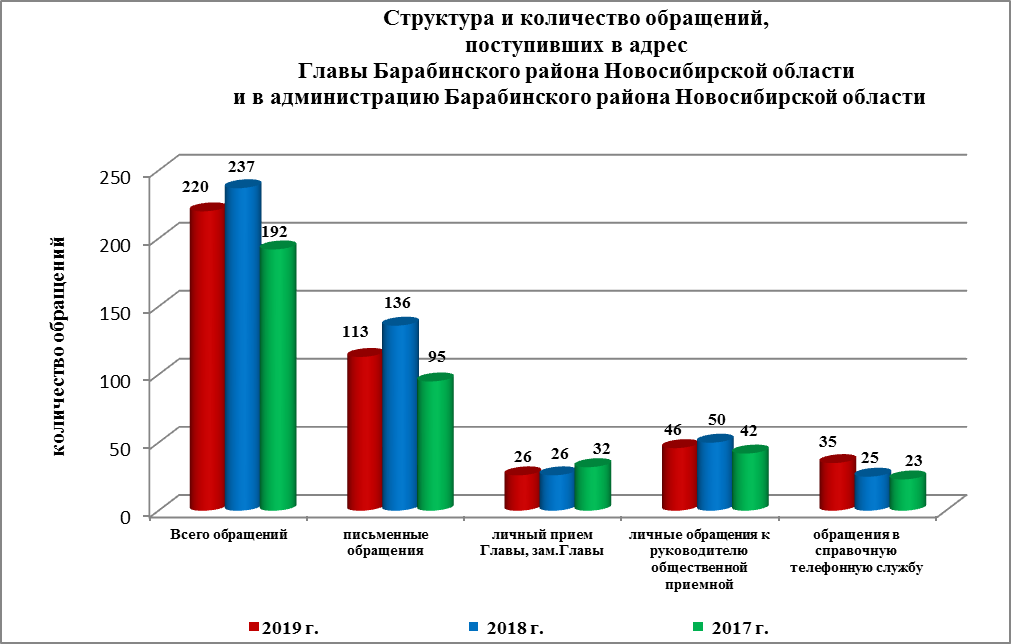 Структура и количество обращений,
поступивших в адрес
Главы Барабинского района Новосибирской области
и в администрацию Барабинского района Новосибирской области
количество обращений
250
200
150
100
50
0
220
237
192
113
136
95
26
26
32
46
50
42
35
25
23
Всего обращений
письменные
обращения
личный прием
Главы, зам.Главы
личные обращения к
руководителю
общественной
приемной
обращения в
справочную
телефонную службу
2019 г.
2018 г.
2017 г.